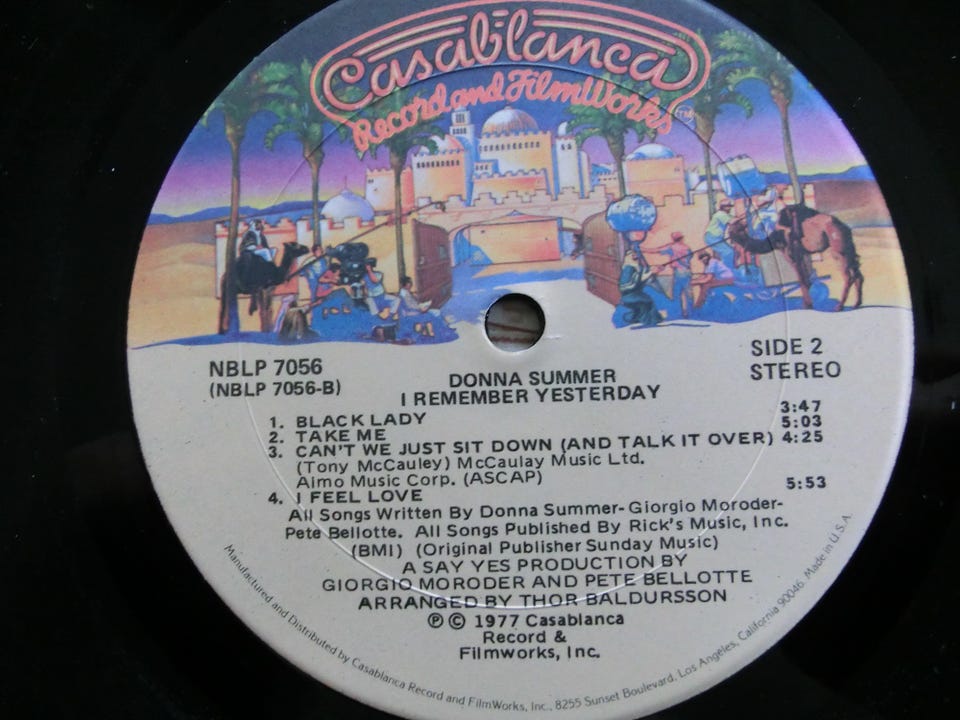 Casablanca
Record and FilmWorks TM
NBLP 7056
(NBLP 7056-B)
SIDE 2
STEREO
DONNA SUMMER
I REMEMBER YESTERDAY
1. BLACK LADY 3:47
2. TAKE ME 5:03
3. CAN'T WE JUST SIT DOWN (AND TALK IT OVER) 4:25
(Tony McCauley) McCaulay Music Ltd.
Almo Music Corp. (ASCAP)
4. I FEEL LOVE 5:53
All Songs Written By Donna Summer- Giorgio Moroder-
Pete Bellotte. All Songs Published By Rick's Music, Inc.
(BMI) (Original Publisher Sunday Music)
A SAY YES PRODUCTION BY
GIORGIO MORODER AND PETE BELLOTTE
ARRANGED BY THOR BALDURSSON
℗ © 1977 Casablanca
Record &
Filmworks, Inc.
Manufactured and Distributed by Casablanca Record and FilmWorks, Inc., 8255 Sunset Boulevard, Los Angeles, California 90046. Made in U.S.A.